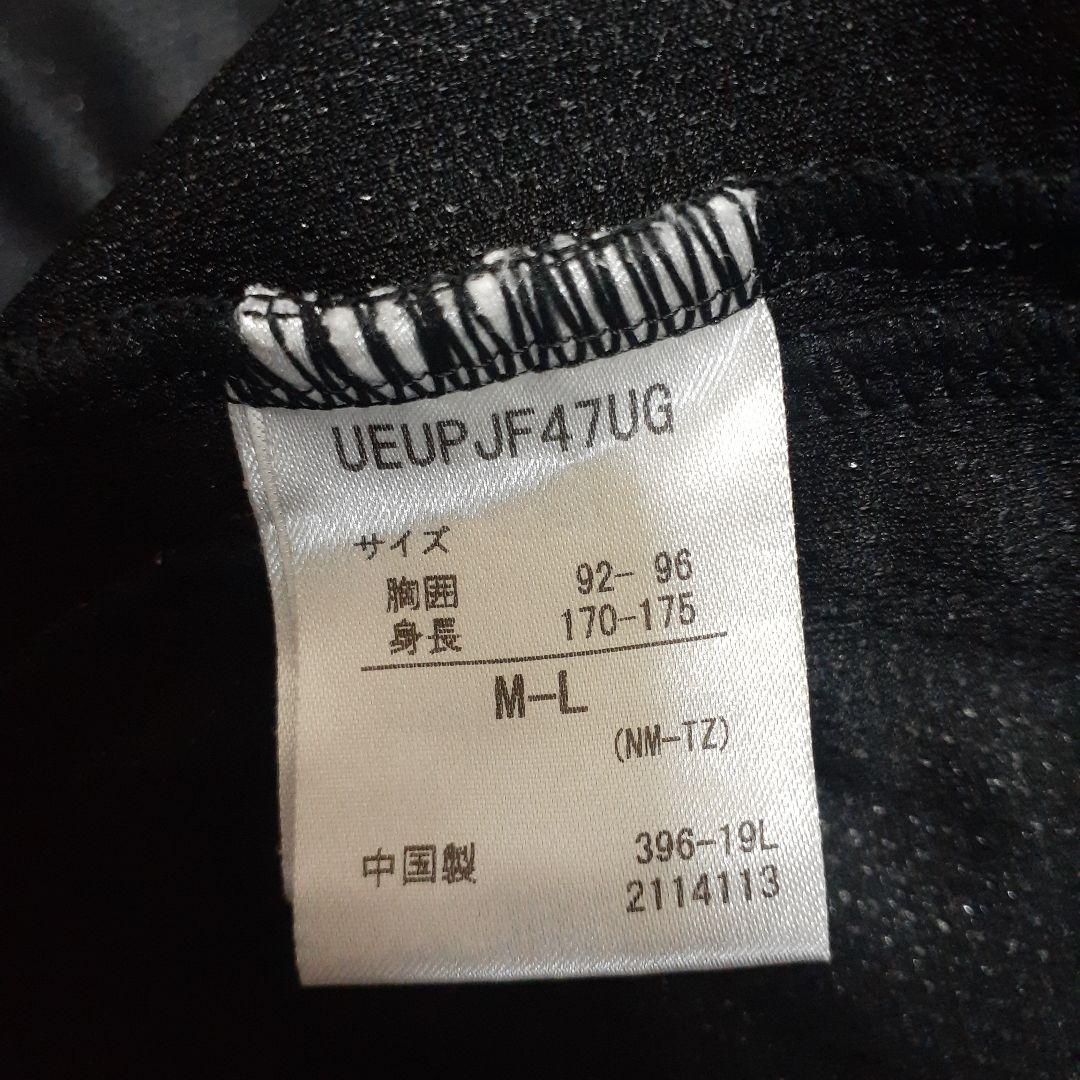 UEUPJF47UG
サイズ
胸囲 92- 96
身長 170-175
M-L
(NM-TZ)
中国製 396-19L
2114113